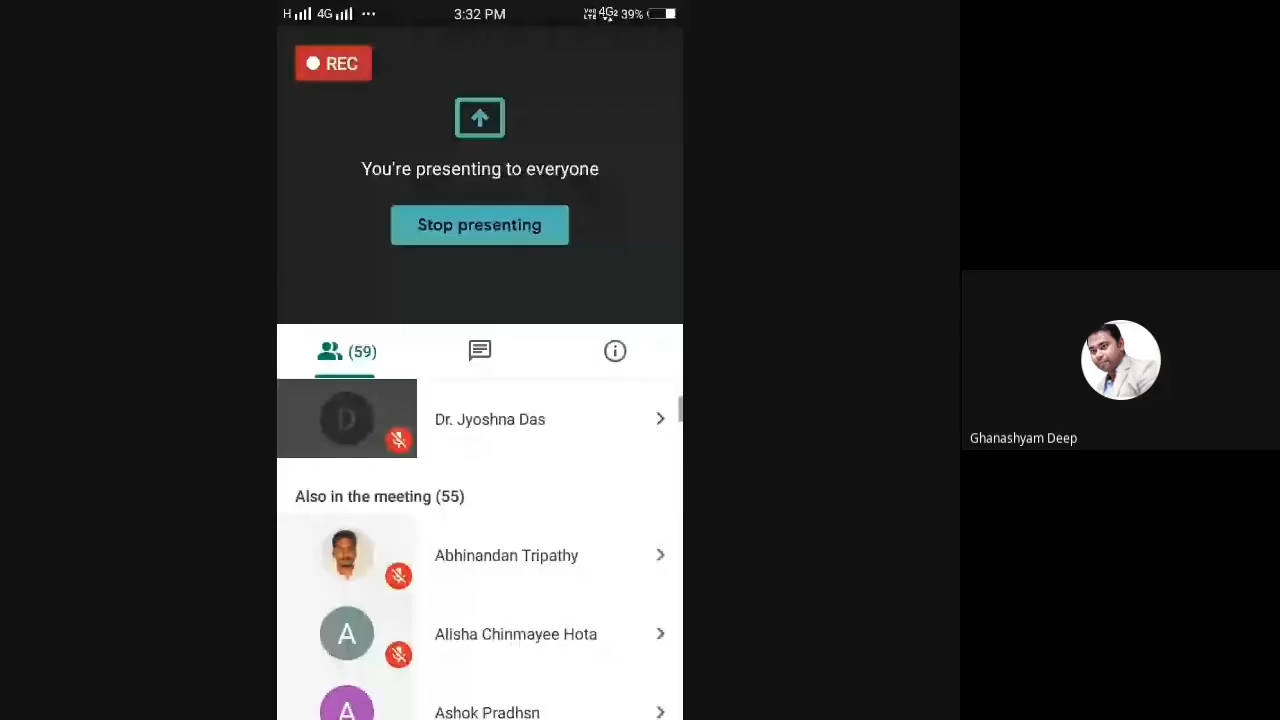 H 4G ••• 3:32 PM 4G2 39%
REC
You're presenting to everyone
Stop presenting
(59)
D Dr. Jyoshna Das
Also in the meeting (55)
Abhinandan Tripathy
A Alisha Chinmayee Hota
A Ashok Pradhsn
Ghanashyam Deep